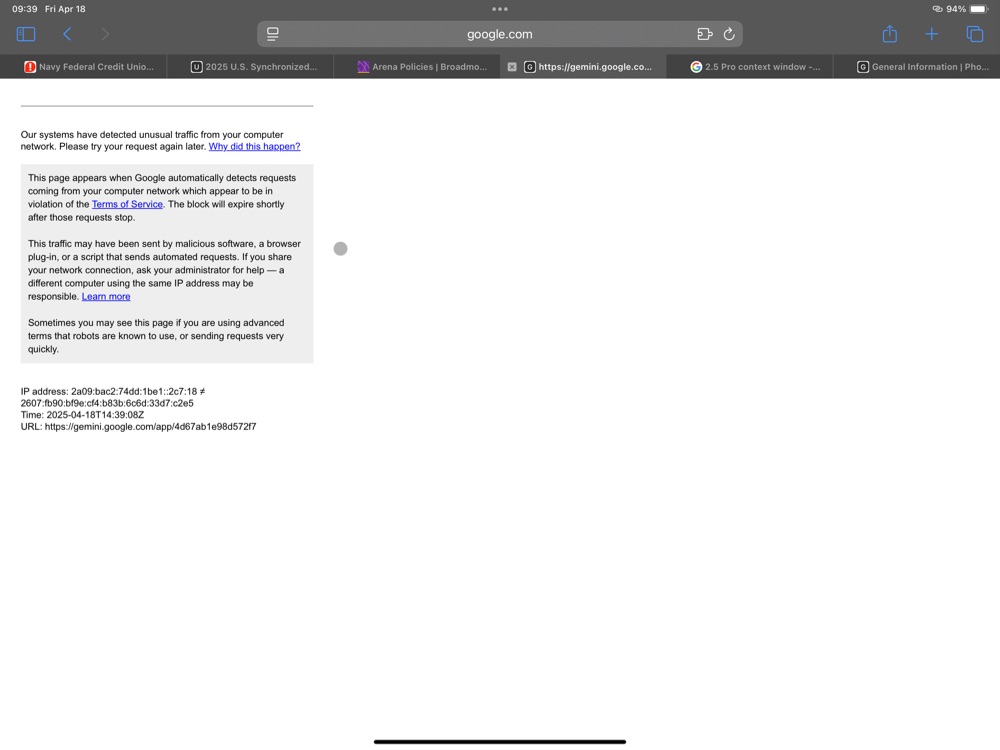 09:39 Fri Apr 18
94%
google.com
Navy Federal Credit Unio...
U 2025 U.S. Synchronized...
Arena Policies | Broadmo...
G https://gemini.google.co...
G 2.5 Pro context window -...
G General Information | Pho...
Our systems have detected unusual traffic from your computer
network. Please try your request again later. Why did this happen?
This page appears when Google automatically detects requests
coming from your computer network which appear to be in
violation of the Terms of Service. The block will expire shortly
after those requests stop.
This traffic may have been sent by malicious software, a browser
plug-in, or a script that sends automated requests. If you share
your network connection, ask your administrator for help — a
different computer using the same IP address may be
responsible. Learn more
Sometimes you may see this page if you are using advanced
terms that robots are known to use, or sending requests very
quickly.
IP address: 2a09:bac2:74dd:1be1::2c7:18 ≠
2607:fb90:bf9e:cf4:b83b:6c6d:33d7:c2e5
Time: 2025-04-18T14:39:08Z
URL: https://gemini.google.com/app/4d67ab1e98d572f7